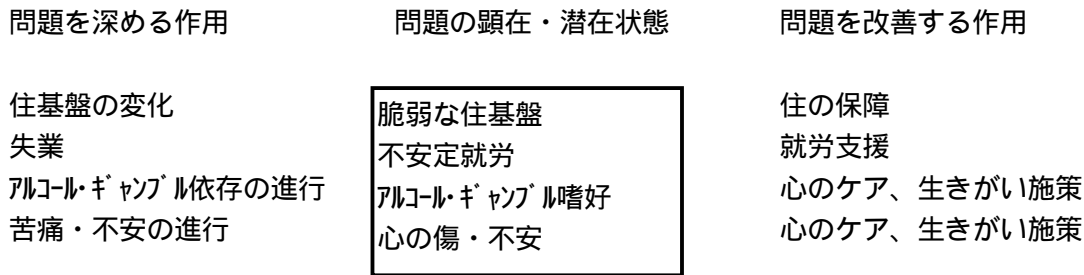 問題を深める作用 問題の顕在・潜在状態 問題を改善する作用
住基盤の変化 脆弱な住基盤 住の保障
失業 不安定就労 就労支援
ｱﾙｺｰﾙ･ｷﾞｬﾝﾌﾞﾙ依存の進行 ｱﾙｺｰﾙ･ｷﾞｬﾝﾌﾞﾙ嗜好 心のケア、生きがい施策
苦痛・不安の進行 心の傷・不安 心のケア、生きがい施策